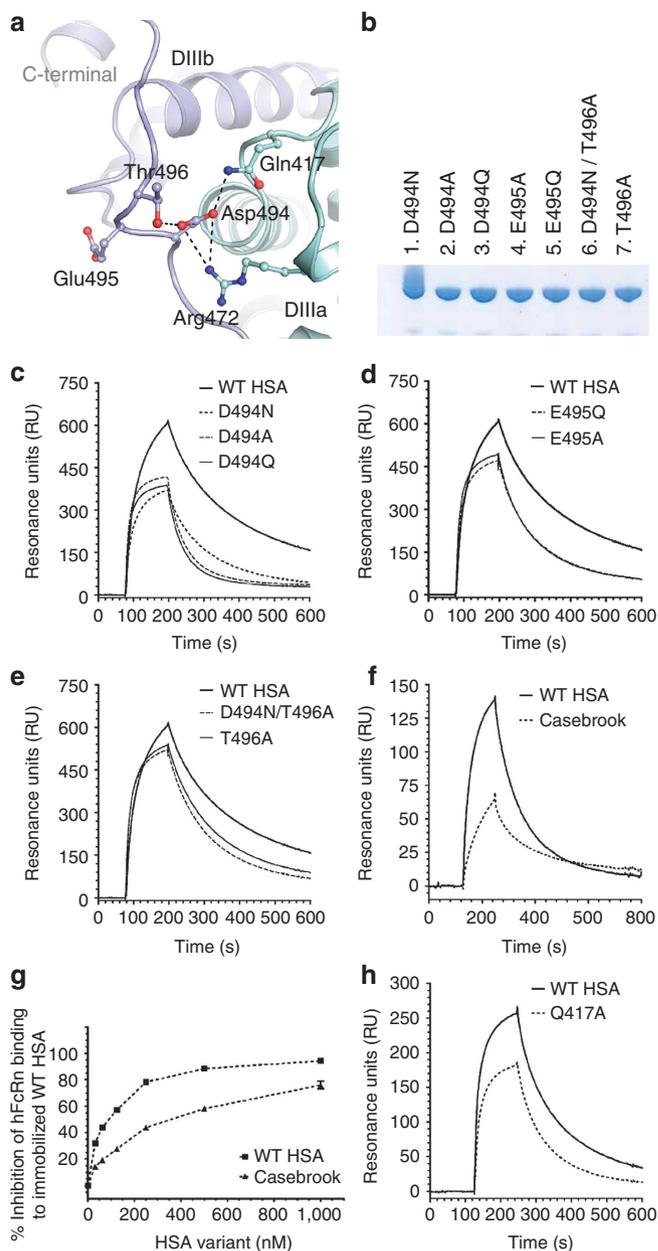 a
C-terminal
DIIIb
Thr496
Gln417
Asp494
Glu495
Arg472
DIIIa
b
1. D494N
2. D494A
3. D494Q
4. E495A
5. E495Q
6. D494N / T496A
7. T496A
c
Resonance units (RU)
750
600
450
300
150
0
WT HSA
D494N
D494A
D494Q
0 100 200 300 400 500 600
Time (s)
d
Resonance units (RU)
750
600
450
300
150
0
WT HSA
E495Q
E495A
0 100 200 300 400 500 600
Time (s)
e
Resonance units (RU)
750
600
450
300
150
0
WT HSA
D494N/T496A
T496A
0 100 200 300 400 500 600
Time (s)
f
Resonance units (RU)
150
125
100
75
50
25
0
WT HSA
Casebrook
0 200 400 600 800
Time (s)
g
% Inhibition of hFcRn binding
to immobilized WT HSA
100
80
60
40
20
WT HSA
Casebrook
0 200 400 600 800 1,000
HSA variant (nM)
h
Resonance units (RU)
300
250
200
150
100
50
0
WT HSA
Q417A
0 100 200 300 400 500 600
Time (s)